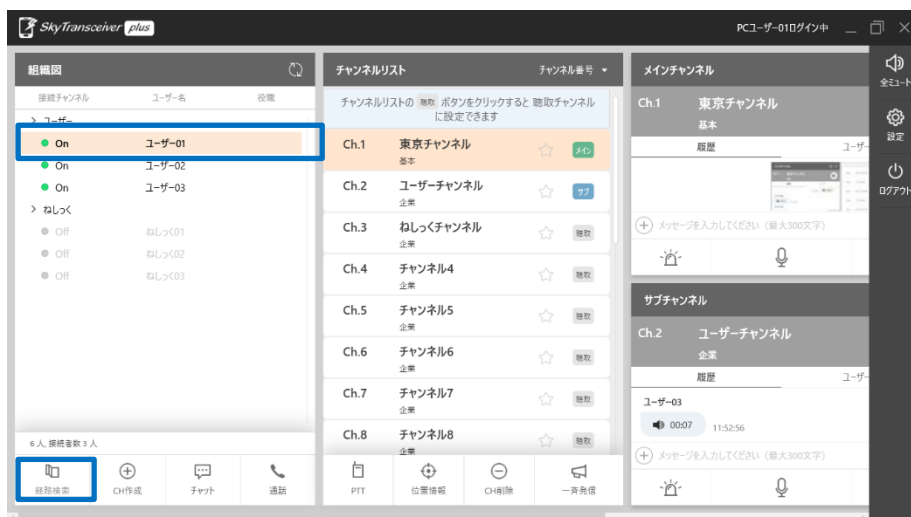 SkyTransceiver plus
PCユーザー01ログイン中
組織図
接続チャンネル ユーザー名 役職
ユーザー
On ユーザー01
On ユーザー02
On ユーザー03
ねしっく
Off ねしっく01
Off ねしっく02
Off ねしっく03
6人, 接続者数 3人
経路検索 CH作成 チャット 通話
チャンネルリスト チャンネル番号
チャンネルリストの 聴取 ボタンをクリックすると 聴取チャンネル
に設定できます
Ch.1 東京チャンネル メイン
基本
Ch.2 ユーザーチャンネル サブ
企業
Ch.3 ねしっくチャンネル 聴取
企業
Ch.4 チャンネル4 聴取
企業
Ch.5 チャンネル5 聴取
企業
Ch.6 チャンネル6 聴取
企業
Ch.7 チャンネル7 聴取
企業
Ch.8 チャンネル8 聴取
企業
PTT 位置情報 CH削除 一斉発信
メインチャンネル
Ch.1 東京チャンネル
基本
履歴 ユーザー
メッセージを入力してください（最大300文字）
サブチャンネル
Ch.2 ユーザーチャンネル
企業
履歴 ユーザー
ユーザー03
00:07 11:52:56
メッセージを入力してください（最大300文字）
全ミュート
設定
ログアウト